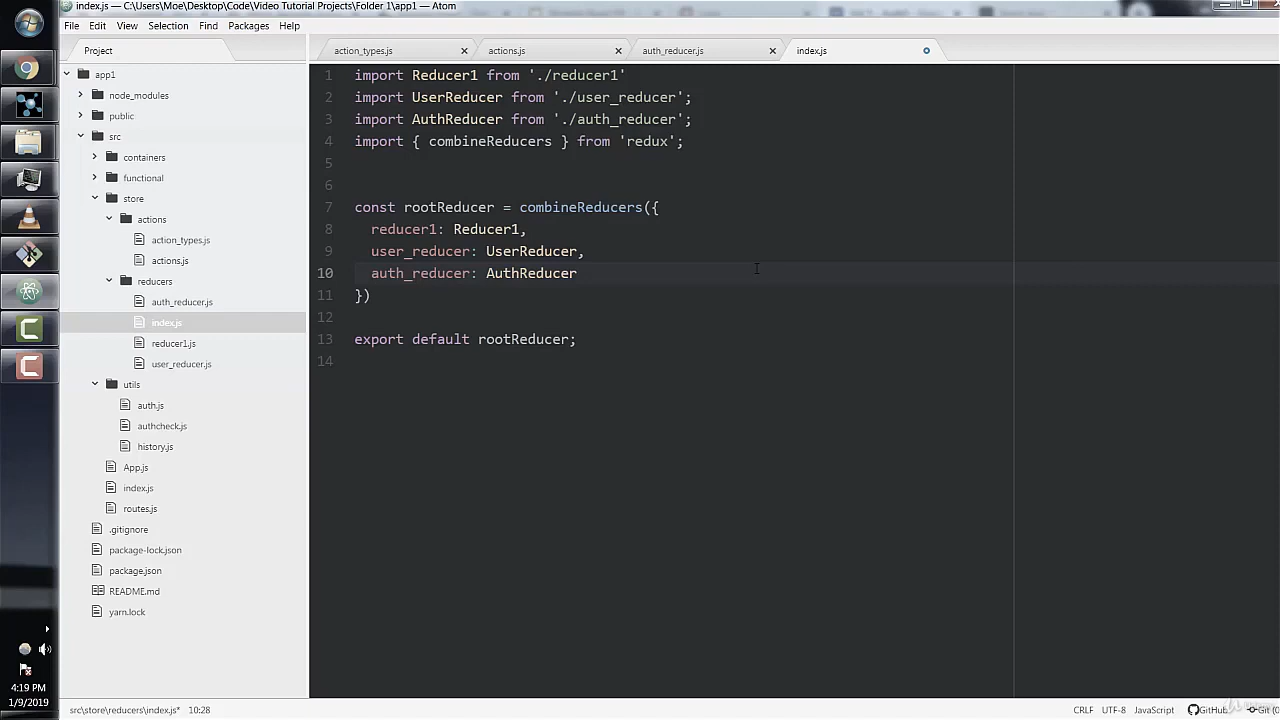 index.js — C:\Users\Moe\Desktop\Code\Video Tutorial Projects\Folder 1\app1 — Atom
File Edit View Selection Find Packages Help
Project
action_types.js
actions.js
auth_reducer.js
index.js
app1
node_modules
public
src
containers
functional
store
actions
action_types.js
actions.js
reducers
auth_reducer.js
index.js
reducer1.js
user_reducer.js
utils
auth.js
authcheck.js
history.js
App.js
index.js
routes.js
.gitignore
package-lock.json
package.json
README.md
yarn.lock
1 import Reducer1 from './reducer1'
2 import UserReducer from './user_reducer';
3 import AuthReducer from './auth_reducer';
4 import { combineReducers } from 'redux';
5
6
7 const rootReducer = combineReducers({
8 reducer1: Reducer1,
9 user_reducer: UserReducer,
10 auth_reducer: AuthReducer
11 })
12
13 export default rootReducer;
14
4:19 PM
1/9/2019
src\store\reducers\index.js* 10:28
CRLF UTF-8 JavaScript GitHub Git (0